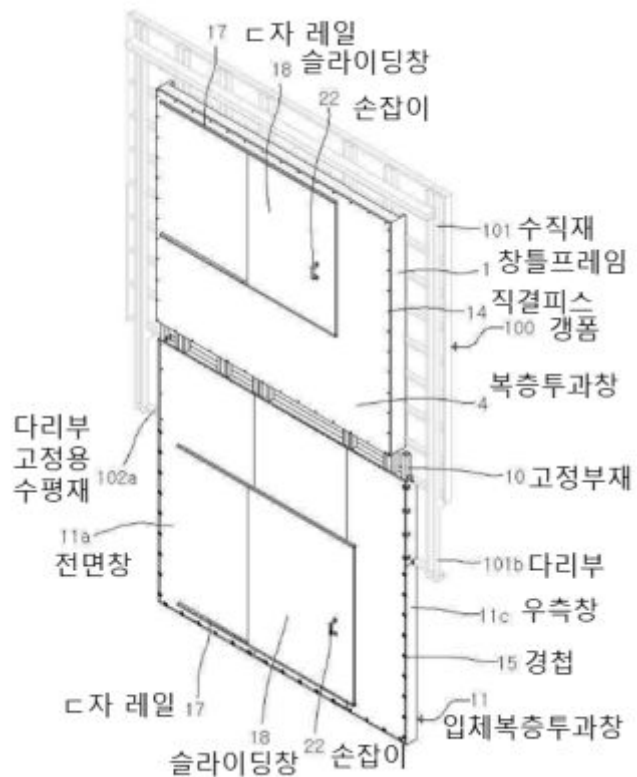 17 ㄷ자 레일
슬라이딩창
18
22 손잡이
101 수직재
1 창틀프레임
14 직결피스
100 갱폼
복층투과창
4
다리부
고정용 102a
수평재
10 고정부재
11a
전면창
101b 다리부
11c 우측창
15 경첩
11
입체복층투과창
ㄷ자 레일 17
18 22 손잡이
슬라이딩창